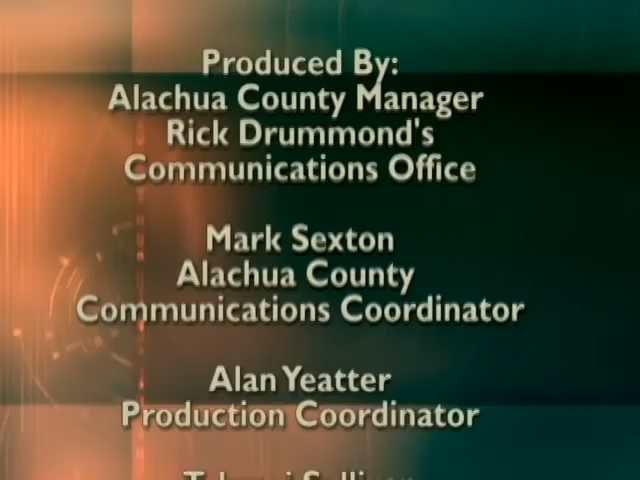 Produced By:
Alachua County Manager
Rick Drummond's
Communications Office
Mark Sexton
Alachua County
Communications Coordinator
Alan Yeatter
Production Coordinator